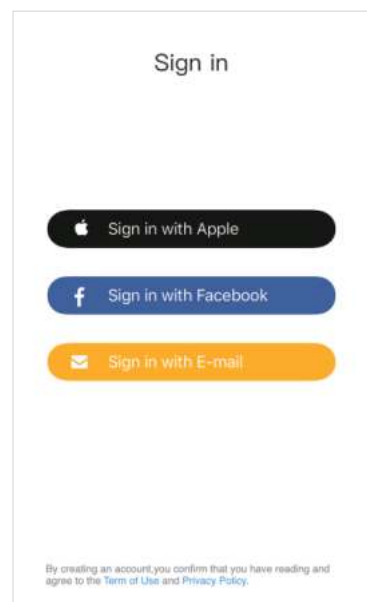 Sign in
Sign in with Apple
Sign in with Facebook
Sign in with E-mail
By creating an account,you confirm that you have reading and
agree to the Term of Use and Privacy Policy.